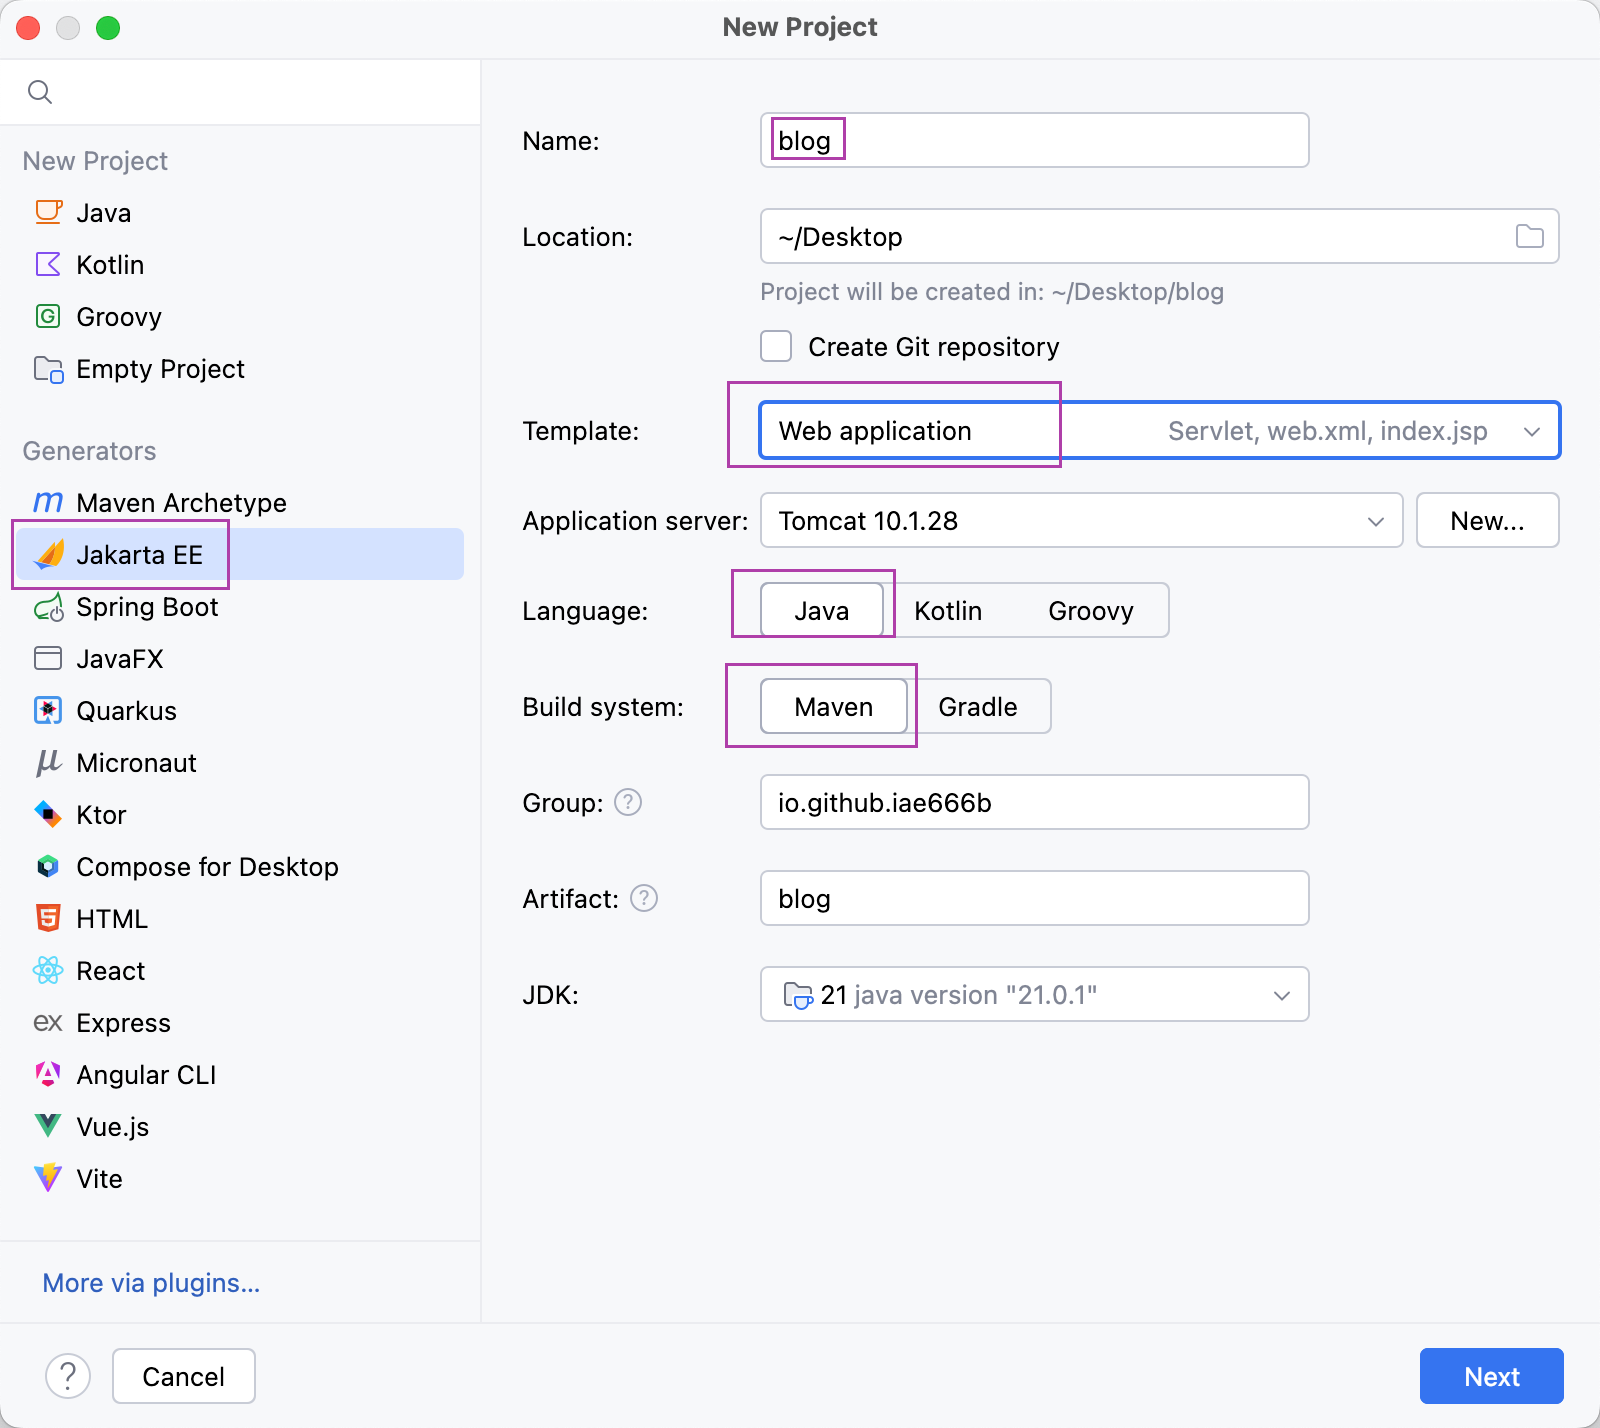 New Project
New Project
Java
Kotlin
G Groovy
Empty Project
Generators
m Maven Archetype
Jakarta EE
Spring Boot
JavaFX
Quarkus
μ Micronaut
Ktor
Compose for Desktop
5 HTML
React
ex Express
A Angular CLI
Vue.js
Vite
More via plugins...
Name: blog
Location: ~/Desktop
Project will be created in: ~/Desktop/blog
Create Git repository
Template: Web application Servlet, web.xml, index.jsp
Application server: Tomcat 10.1.28 New...
Language: Java Kotlin Groovy
Build system: Maven Gradle
Group: ? io.github.iae666b
Artifact: ? blog
JDK: 21 java version "21.0.1"
? Cancel Next